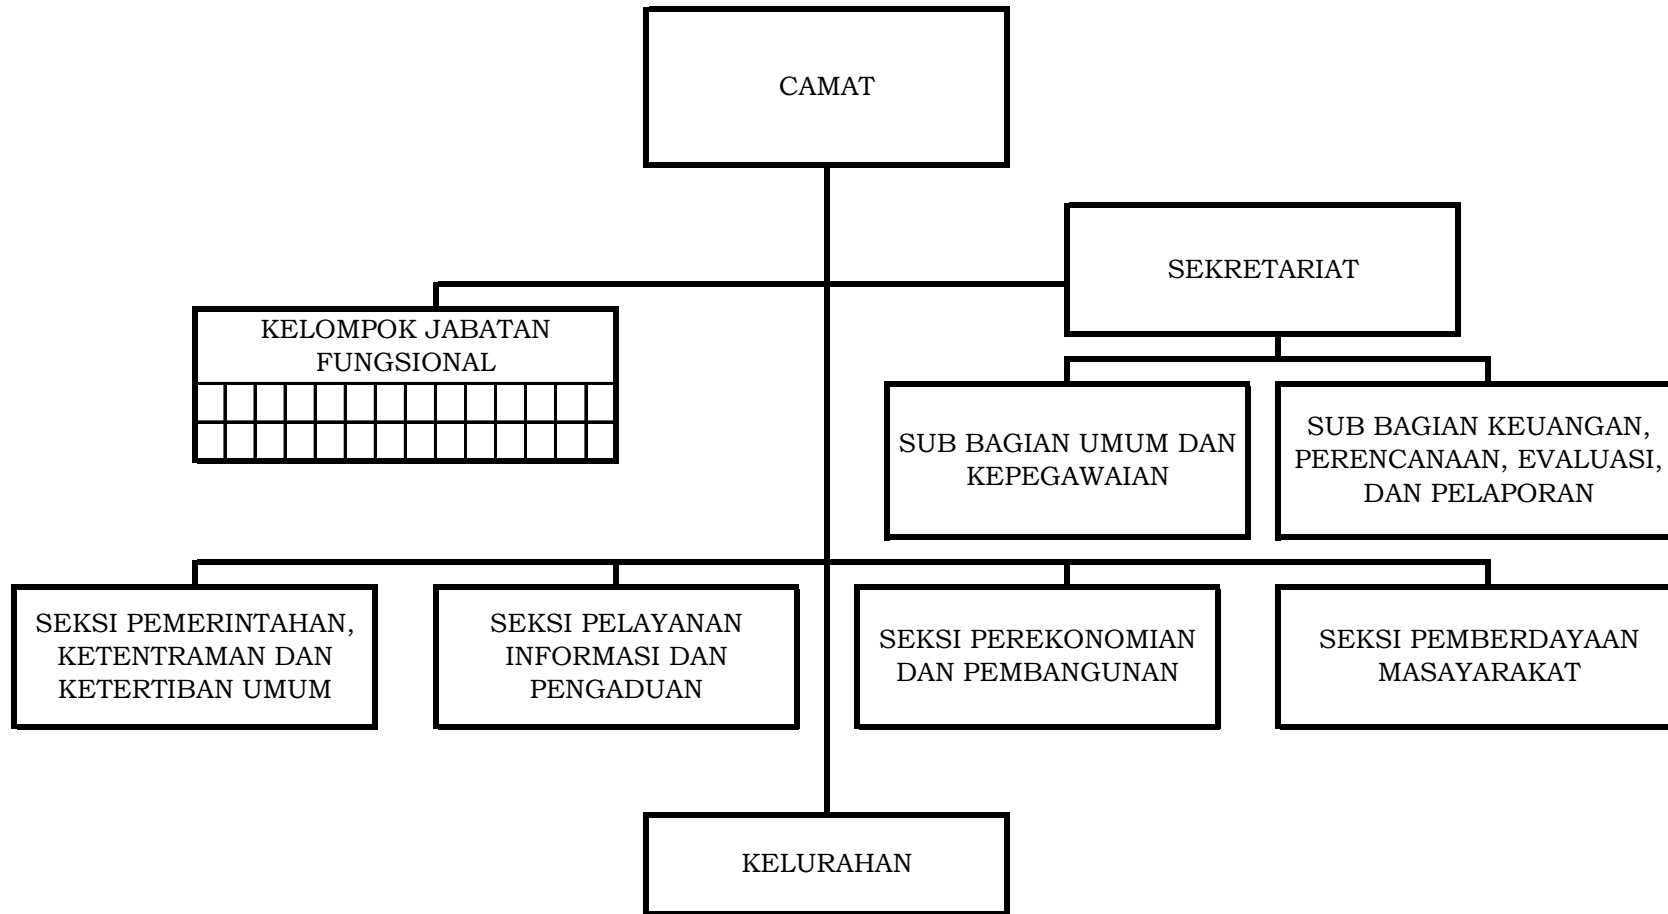 CAMAT
SEKRETARIAT
KELOMPOK JABATAN
FUNGSIONAL
SUB BAGIAN UMUM DAN
KEPEGAWAIAN
SUB BAGIAN KEUANGAN,
PERENCANAAN, EVALUASI,
DAN PELAPORAN
SEKSI PEMERINTAHAN,
KETENTRAMAN DAN
KETERTIBAN UMUM
SEKSI PELAYANAN
INFORMASI DAN
PENGADUAN
SEKSI PEREKONOMIAN
DAN PEMBANGUNAN
SEKSI PEMBERDAYAAN
MASAYARAKAT
KELURAHAN